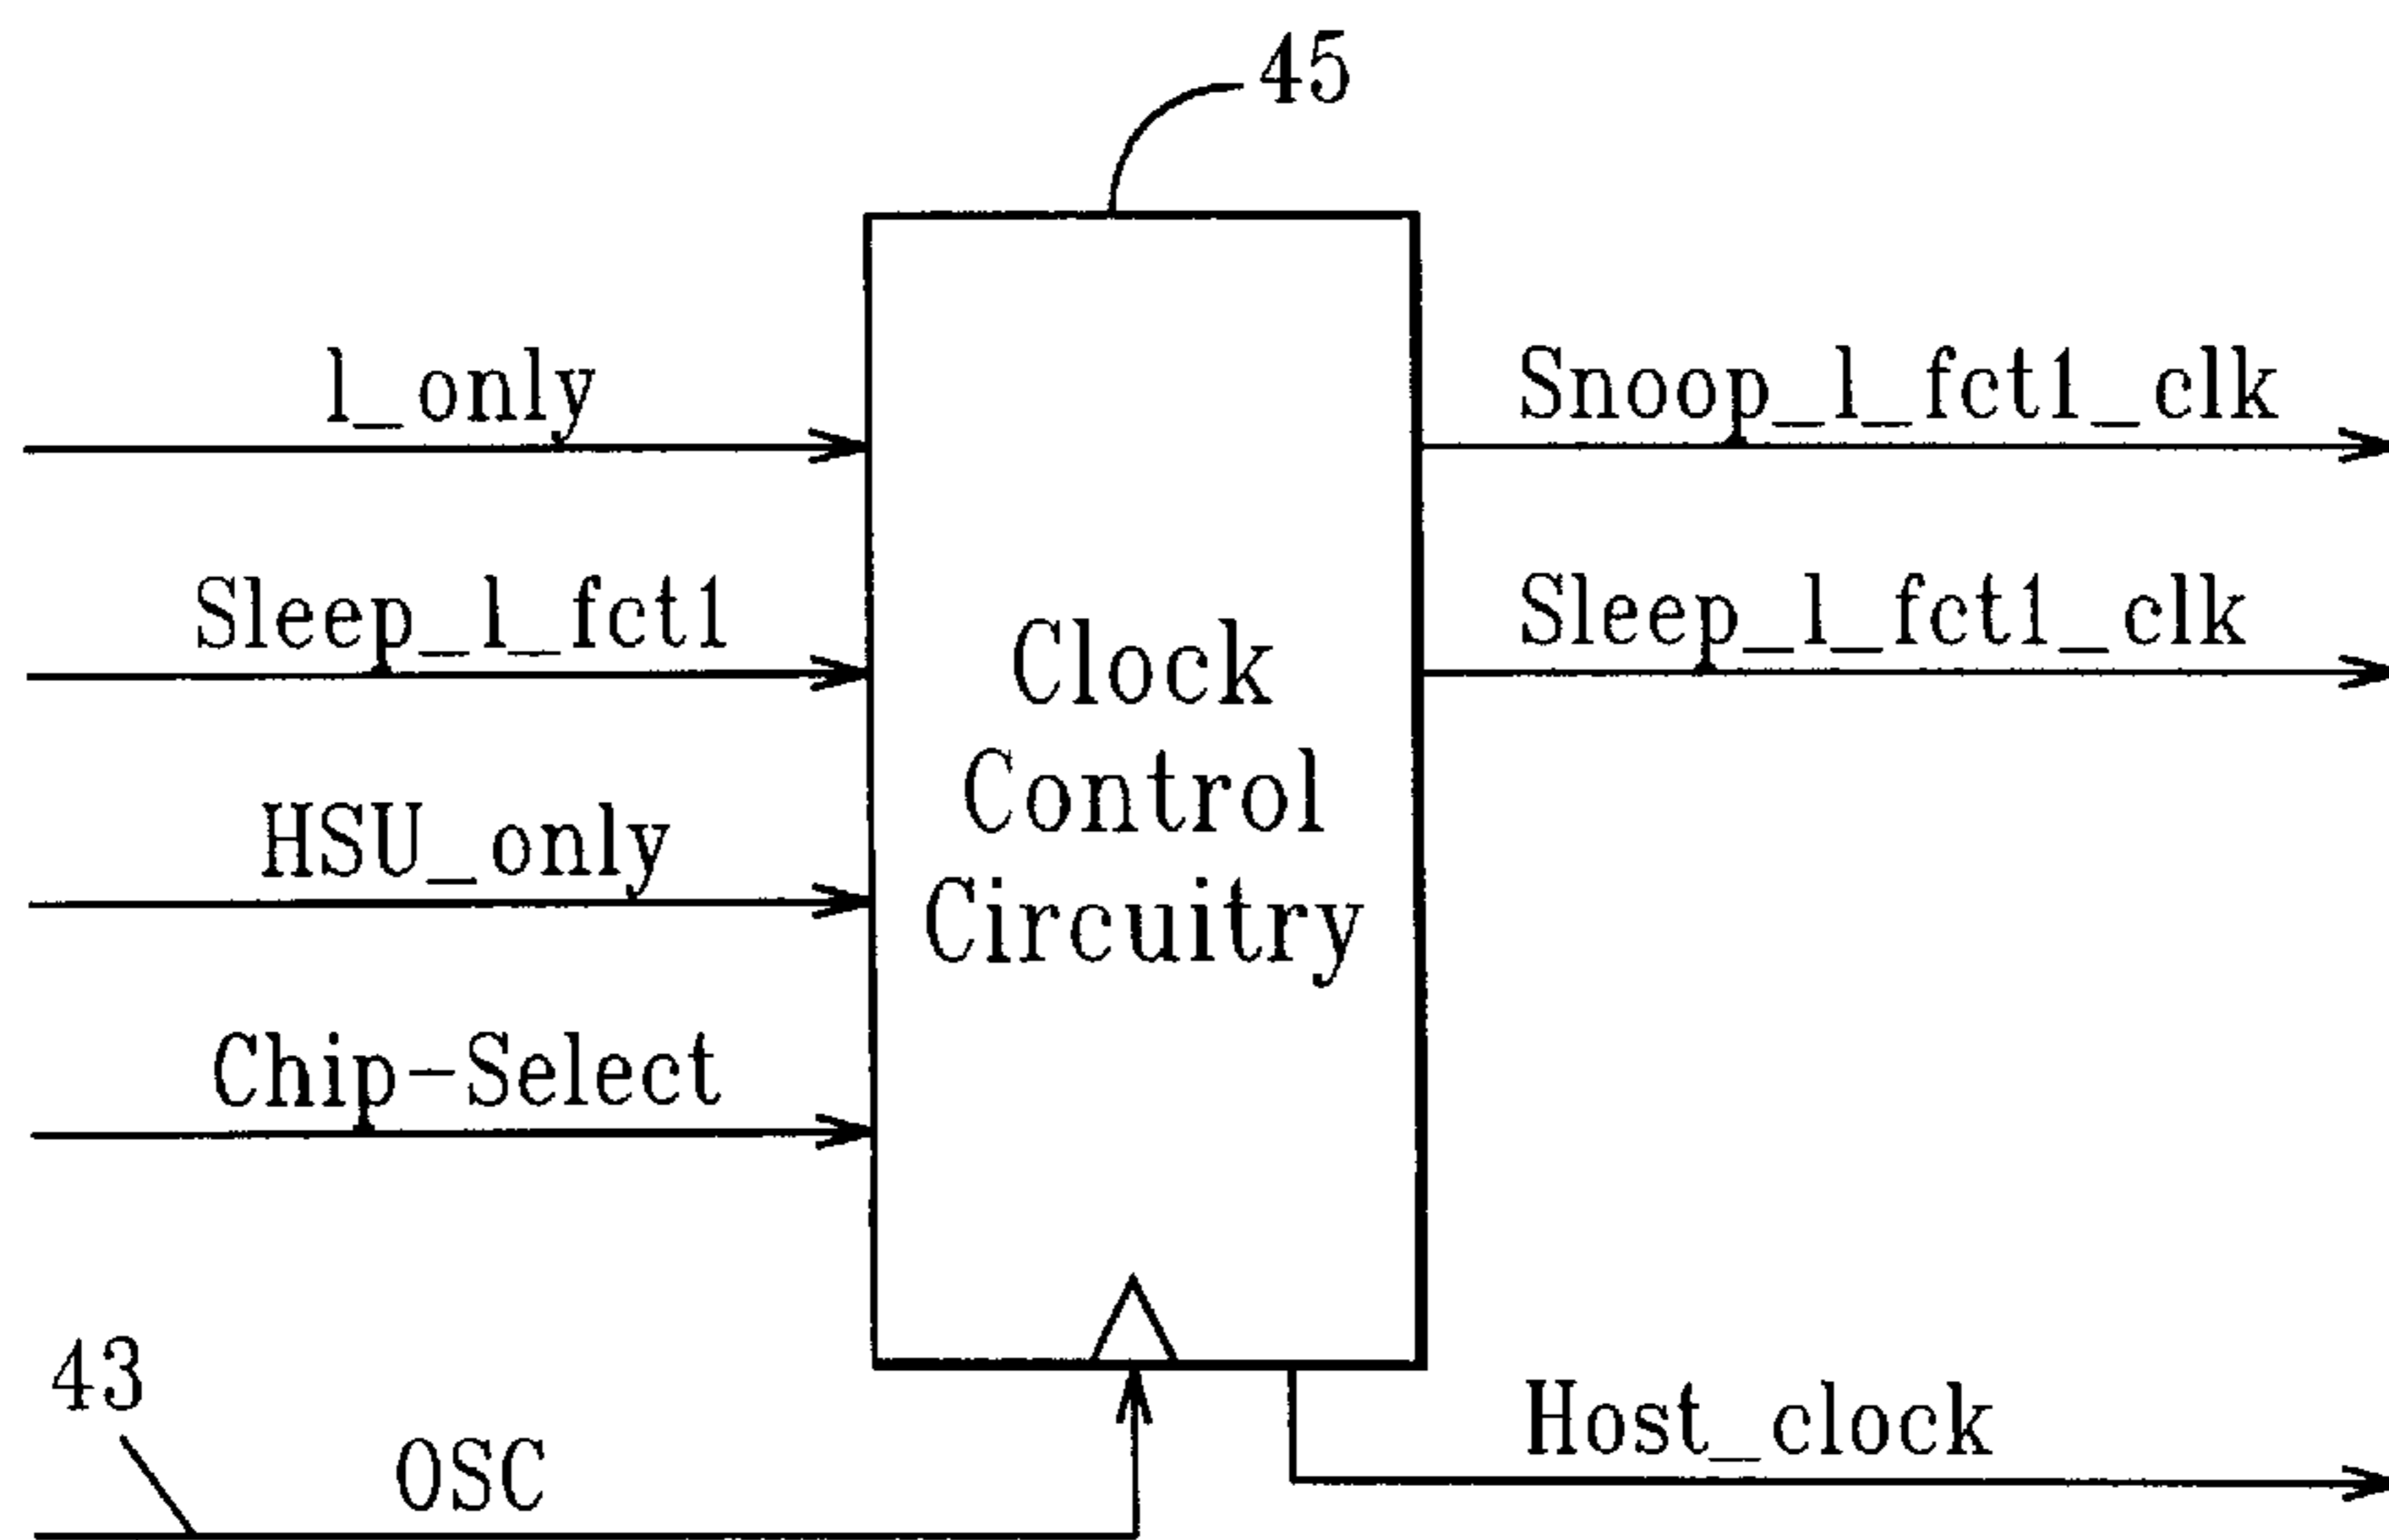 45
l_only
Snoop_l_fct1_clk
Sleep_l_fct1
Sleep_l_fct1_clk
Clock
Control
Circuitry
HSU_only
Chip-Select
43
OSC
Host_clock